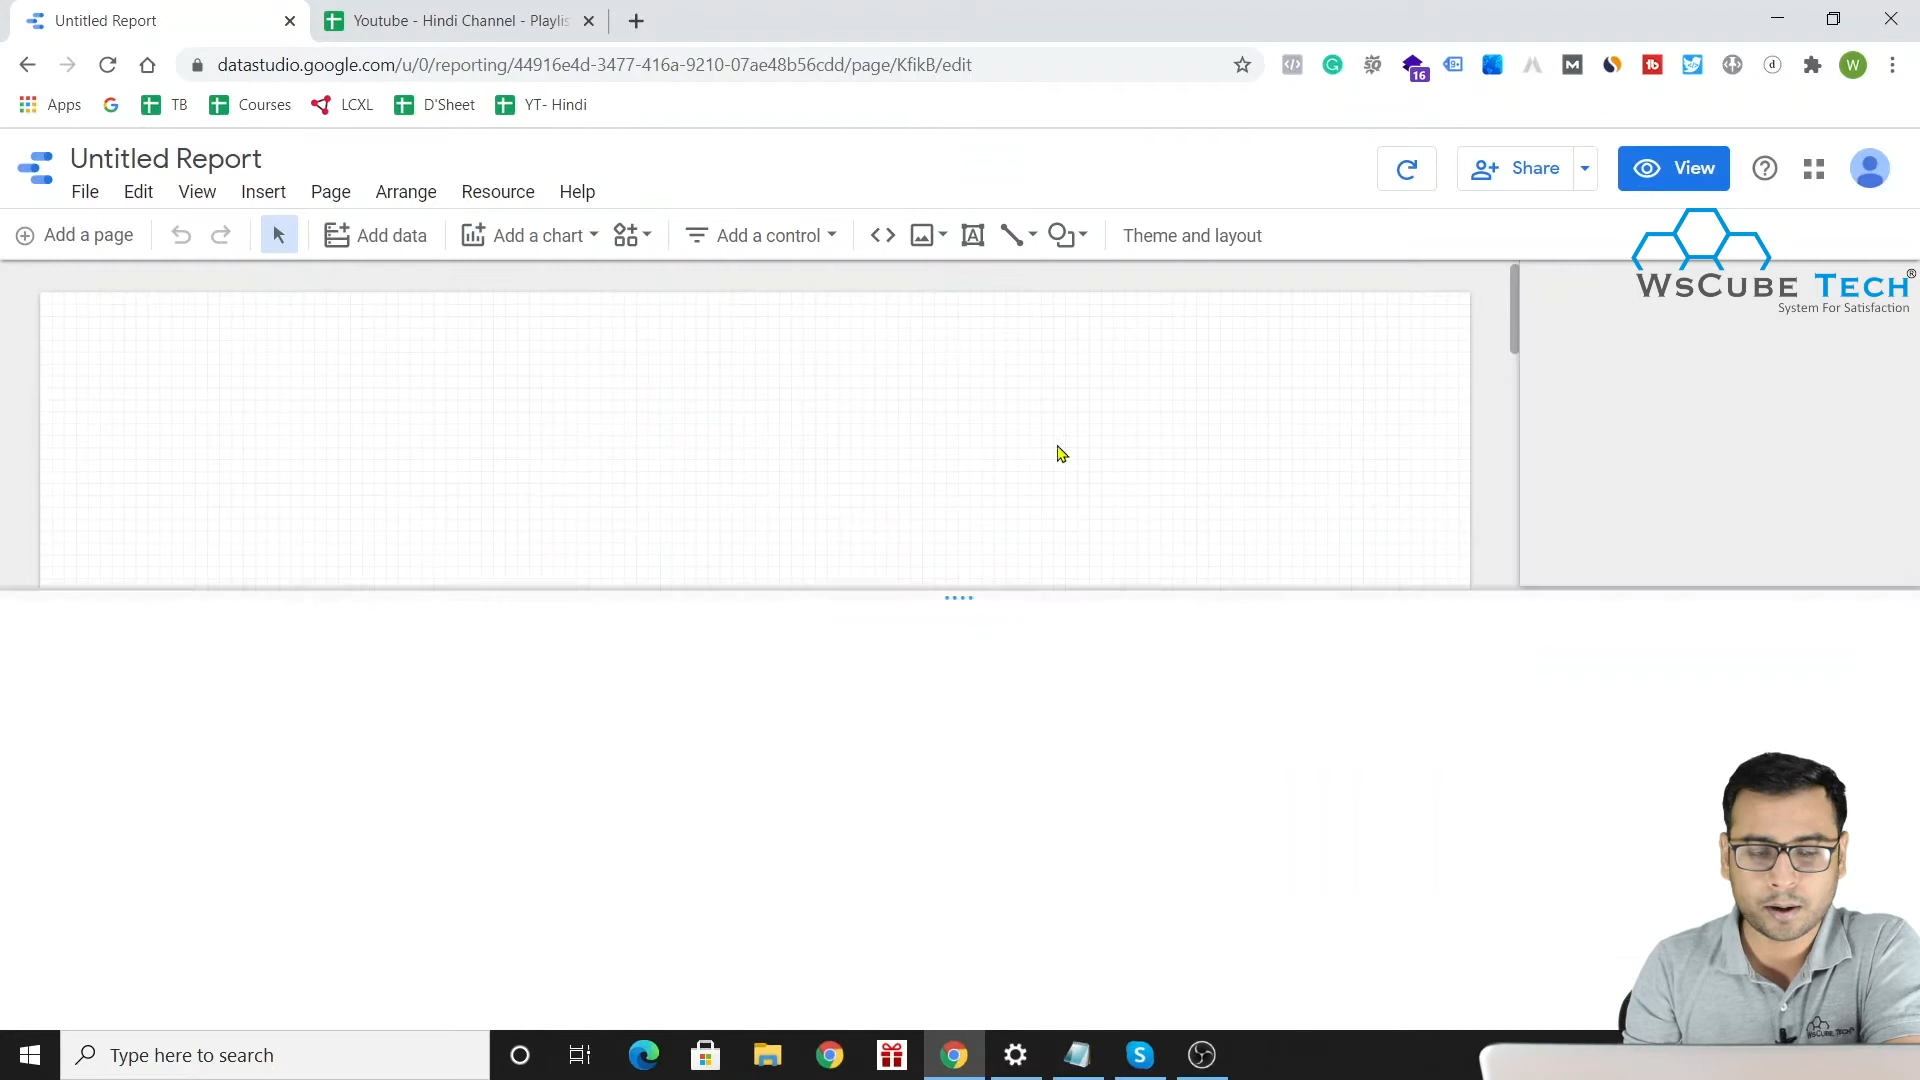 Untitled Report
Youtube - Hindi Channel - Playlis
datastudio.google.com/u/0/reporting/44916e4d-3477-416a-9210-07ae48b56cdd/page/KfikB/edit
16
W
Apps
TB
Courses
LCXL
D'Sheet
YT- Hindi
Untitled Report
File Edit View Insert Page Arrange Resource Help
Share
View
Add a page
Add data
Add a chart
Add a control
Theme and layout
WsCube Tech®
System For Satisfaction
Type here to search